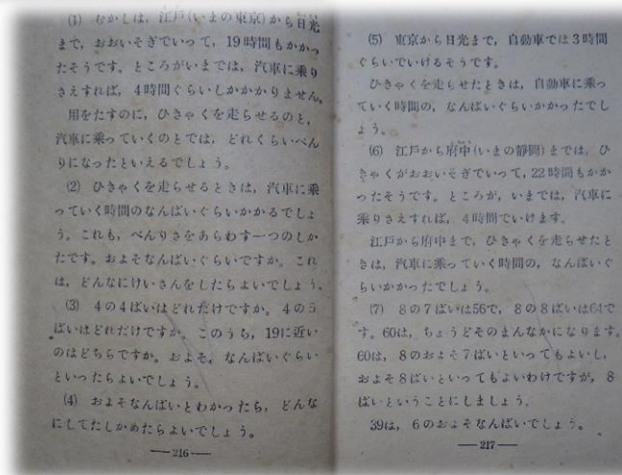 (1) むかしは，江戸(いまの東京)から日光
まで，おおいそぎでいって，19時間もかかっ
たそうです。ところがいまでは，汽車に乗り
さえすれば，4時間ぐらいしかかかりません。
用をたすのに，ひきゃくを走らせるのと，
汽車に乗っていくのとでは，どれくらいべん
りになったといえるでしょう。
(2) ひきゃくを走らせるときは，汽車に乗
っていく時間のなんばいぐらいかかるでしょ
う。これも，べんりさをあらわす一つのしか
たです。およそなんばいぐらいですか。これ
は，どんなにけいさんをしたらよいでしょう。
(3) 4の4ばいはどれだけですか。4の5
ばいはどれだけですか。このうち，19に近い
のはどちらですか。およそ，なんばいぐらい
といったらよいでしょう。
(4) およそなんばいとわかったら，どんな
にしてたしかめたらよいでしょう。
—216—
(5) 東京から日光まで，自動車では3時間
ぐらいでいけるそうです。
ひきゃくを走らせたときは，自動車に乗っ
ていく時間の，なんばいぐらいかかったでし
ょう。
(6) 江戸から府中(いまの静岡)までは，ひ
きゃくがおおいそぎでいって，22時間もかか
ったそうです。ところが，いまでは，汽車に
乗りさえすれば，4時間でいけます。
江戸から府中まで，ひきゃくを走らせたと
きは，汽車に乗っていく時間の，なんばいぐ
らいかかったでしょう。
(7) 8の7ばいは56で，8の8ばいは64で
す。60は，ちょうどそのまんなかになります。
60は，8のおよそ7ばいといってもよいし，
およそ8ばいといってもよいわけですが，8
ばいということにしましょう。
39は，6のおよそなんばいでしょう。
—217—